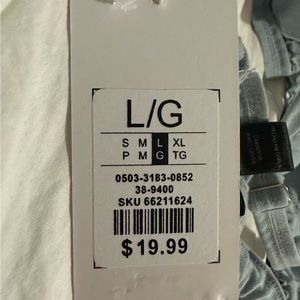 L/G
S M L XL
P M G TG
0503-3183-0852
38-9400
SKU 66211624
$19.99